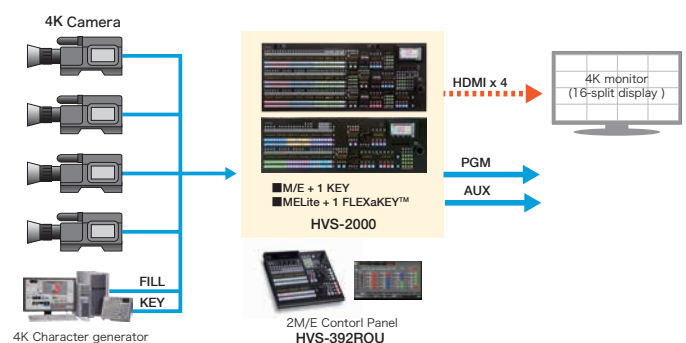 4K Camera
HDMI x 4
4K monitor
(16-split display )
PGM
AUX
■M/E + 1 KEY
■MELite + 1 FLEXaKEY™
HVS-2000
FILL
KEY
4K Character generator
2M/E Contorl Panel
HVS-392ROU